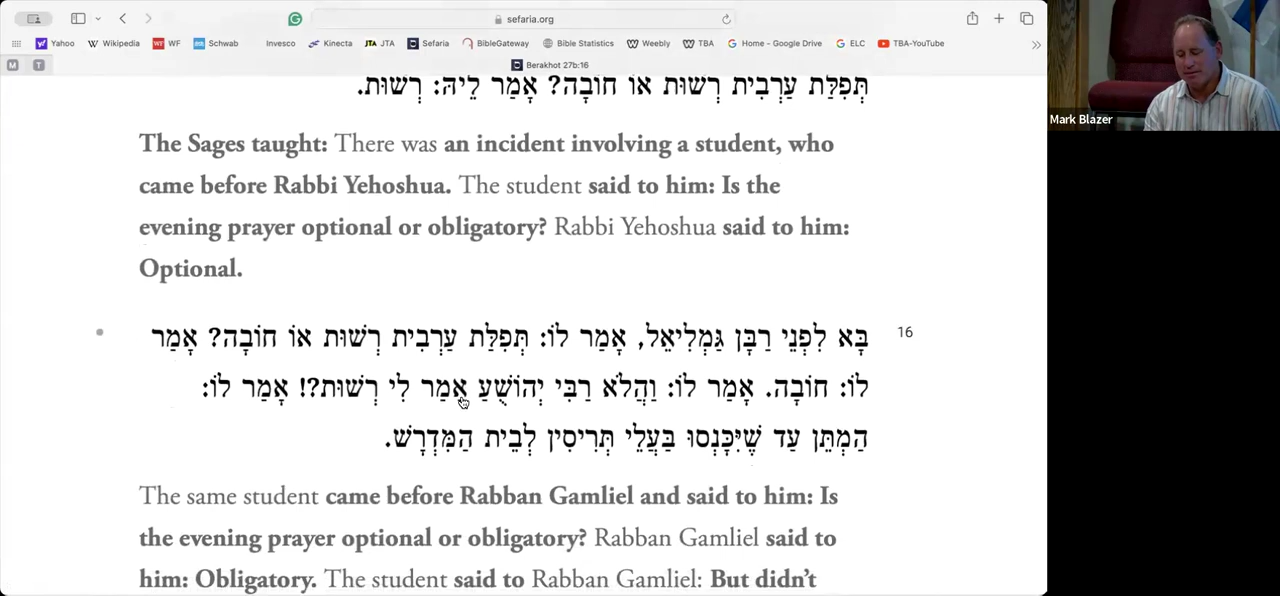 sefaria.org
Yahoo Wikipedia WF Schwab Invesco Kinecta JTA JTA Sefaria BibleGateway Bible Statistics Weebly TBA Home - Google Drive ELC TBA-YouTube
M T Berakhot 27b:16
תְּפִלַּת עַרְבִית רְשׁוּת אוֹ חוֹבָה? אָמַר לֵיהּ: רְשׁוּת.
The Sages taught: There was an incident involving a student, who
came before Rabbi Yehoshua. The student said to him: Is the
evening prayer optional or obligatory? Rabbi Yehoshua said to him:
Optional.
16
בָּא לִפְנֵי רַבָּן גַּמְלִיאֵל, אָמַר לוֹ: תְּפִלַּת עַרְבִית רְשׁוּת אוֹ חוֹבָה? אָמַר
לוֹ: חוֹבָה. אָמַר לוֹ: וַהֲלֹא רַבִּי יְהוֹשֻׁעַ אָמַר לִי רְשׁוּת?! אָמַר לוֹ:
הַמְתֵּן עַד שֶׁיִּכָּנְסוּ בַּעֲלֵי תְּרִיסִין לְבֵית הַמִּדְרָשׁ.
The same student came before Rabban Gamliel and said to him: Is
the evening prayer optional or obligatory? Rabban Gamliel said to
him: Obligatory. The student said to Rabban Gamliel: But didn't
Mark Blazer